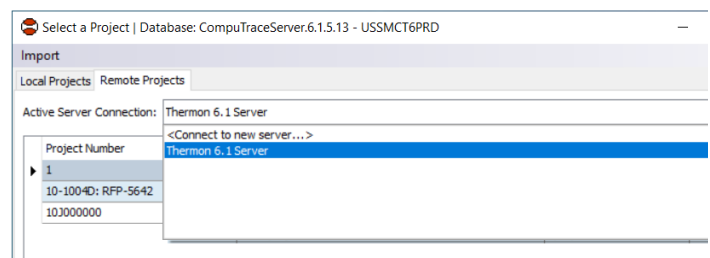 Select a Project | Database: CompuTraceServer.6.1.5.13 - USSMCT6PRD
Import
Local Projects Remote Projects
Active Server Connection: Thermon 6.1 Server
<Connect to new server...>
Thermon 6.1 Server
Project Number
1
10-1004D: RFP-5642
10J000000